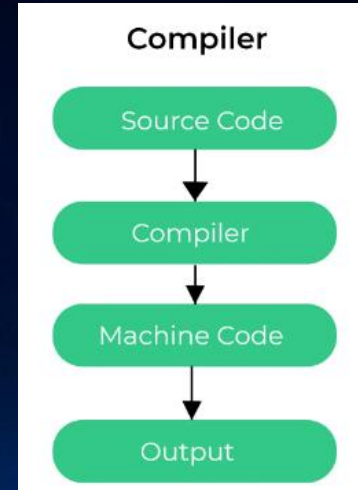 Compiler
Source Code
Compiler
Machine Code
Output